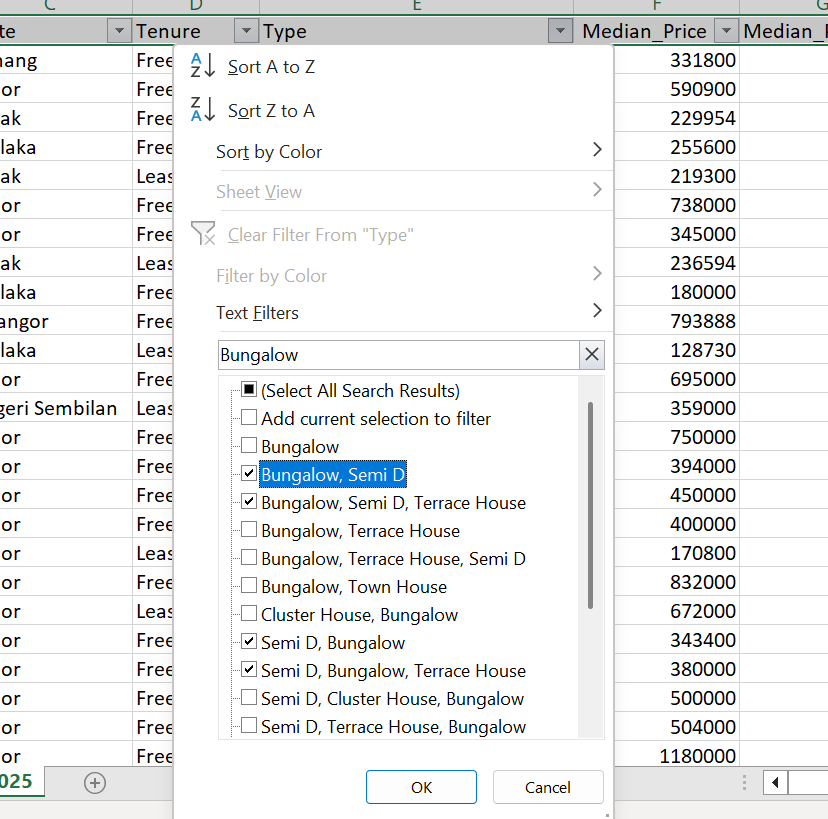 C D E F G
te Tenure Type Median_Price Median_
nang Free 331800
or Free 590900
ak Free 229954
laka Free 255600
ak Leas 219300
or Free 738000
or Free 345000
ak Leas 236594
laka Free 180000
angor Free 793888
laka Leas 128730
or Free 695000
geri Sembilan Leas 359000
or Free 750000
or Free 394000
or Free 450000
or Free 400000
or Leas 170800
or Free 832000
or Leas 672000
or Free 343400
or Free 380000
or Free 500000
or Free 504000
or Free 1180000
A Z Sort A to Z
Z A Sort Z to A
Sort by Color
Sheet View
Clear Filter From "Type"
Filter by Color
Text Filters
Bungalow
(Select All Search Results)
Add current selection to filter
Bungalow
Bungalow, Semi D
Bungalow, Semi D, Terrace House
Bungalow, Terrace House
Bungalow, Terrace House, Semi D
Bungalow, Town House
Cluster House, Bungalow
Semi D, Bungalow
Semi D, Bungalow, Terrace House
Semi D, Cluster House, Bungalow
Semi D, Terrace House, Bungalow
OK Cancel
025